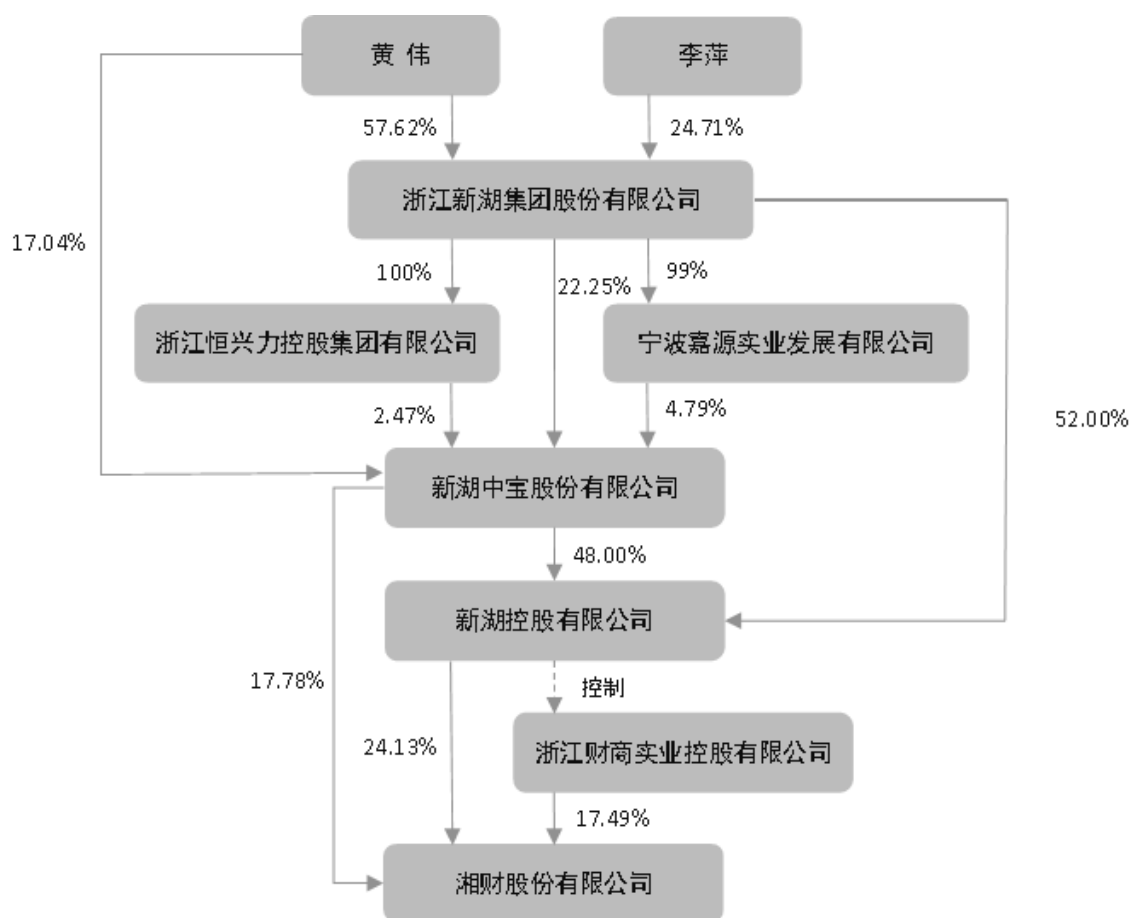 黄 伟
李萍
57.62%
24.71%
浙江新湖集团股份有限公司
17.04%
100%
22.25%
99%
浙江恒兴力控股集团有限公司
宁波嘉源实业发展有限公司
2.47%
4.79%
52.00%
新湖中宝股份有限公司
48.00%
新湖控股有限公司
17.78%
控制
24.13%
浙江财商实业控股有限公司
17.49%
湘财股份有限公司